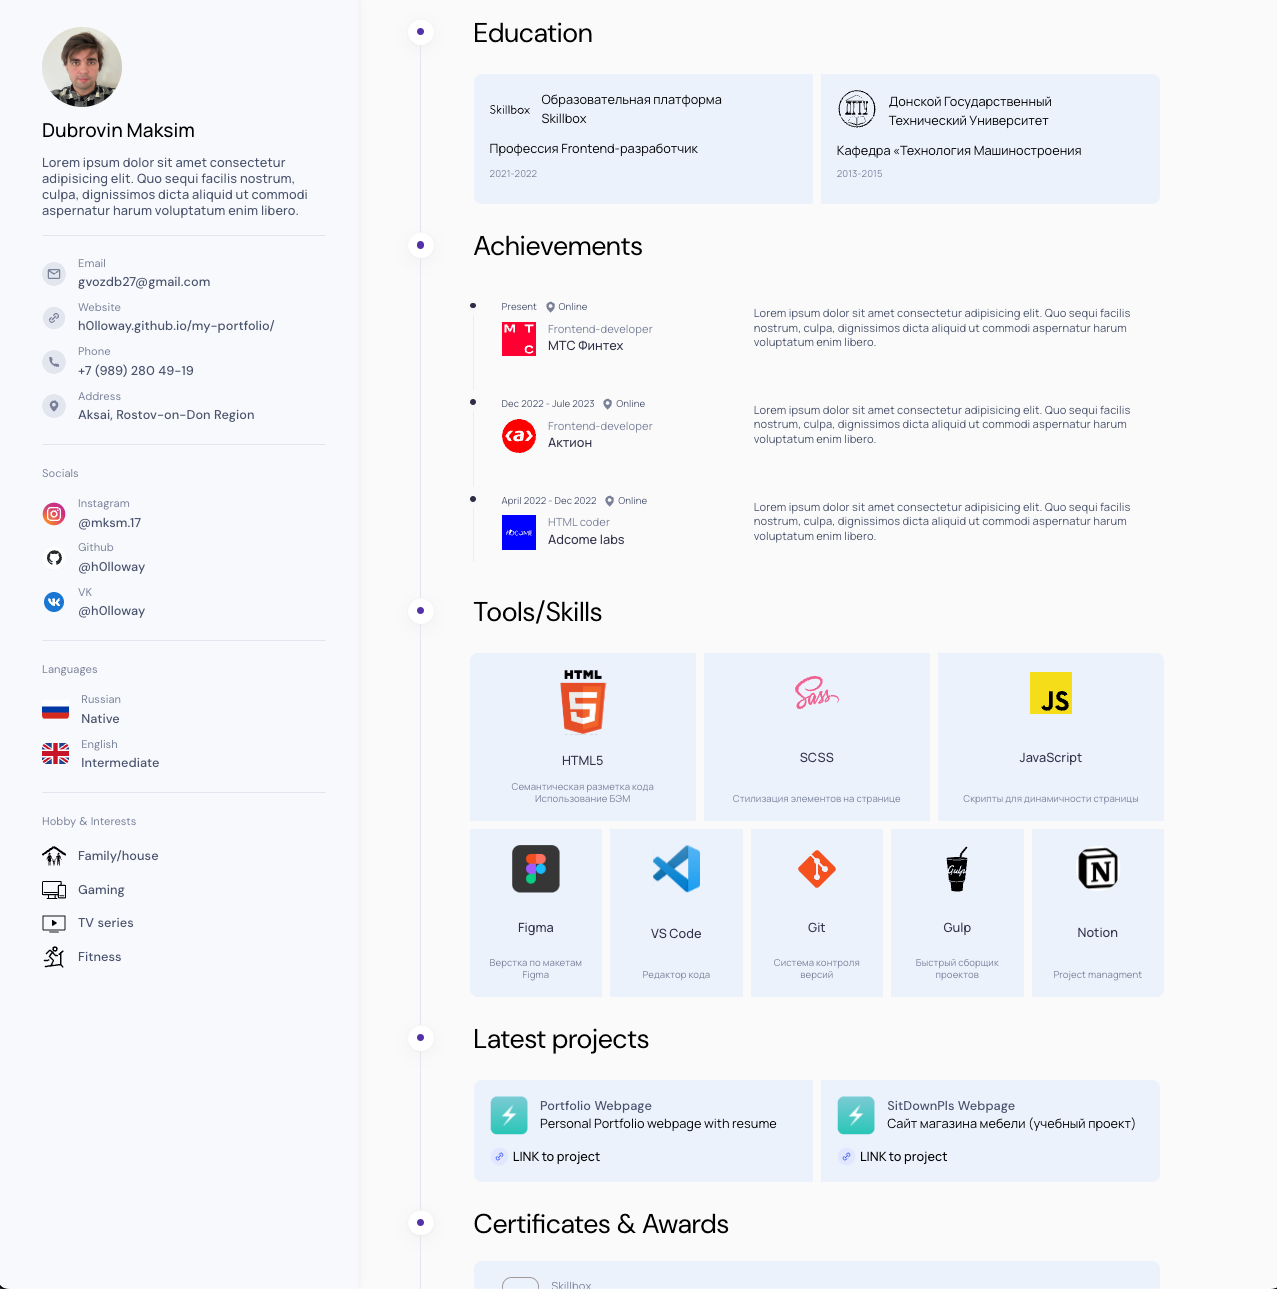 Dubrovin Maksim
Lorem ipsum dolor sit amet consectetur
adipisicing elit. Quo sequi facilis nostrum,
culpa, dignissimos dicta aliquid ut commodi
aspernatur harum voluptatum enim libero.
Email
gvozdb27@gmail.com
Website
h0lloway.github.io/my-portfolio/
Phone
+7 (989) 280 49-19
Address
Aksai, Rostov-on-Don Region
Socials
Instagram
@mksm.17
Github
@h0lloway
VK
@h0lloway
Languages
Russian
Native
English
Intermediate
Hobby & Interests
Family/house
Gaming
TV series
Fitness
Education
Skillbox
Образовательная платформа
Skillbox
Профессия Frontend-разработчик
2021-2022
ДГТУ
Донской Государственный
Технический Университет
Кафедра «Технология Машиностроения
2013-2015
Achievements
Present Online
МТС
Frontend-developer
МТС Финтех
Lorem ipsum dolor sit amet consectetur adipisicing elit. Quo sequi facilis
nostrum, culpa, dignissimos dicta aliquid ut commodi aspernatur harum
voluptatum enim libero.
Dec 2022 - Jule 2023 Online
‹a›
Frontend-developer
Актион
Lorem ipsum dolor sit amet consectetur adipisicing elit. Quo sequi facilis
nostrum, culpa, dignissimos dicta aliquid ut commodi aspernatur harum
voluptatum enim libero.
April 2022 - Dec 2022 Online
ADCOME
HTML coder
Adcome labs
Lorem ipsum dolor sit amet consectetur adipisicing elit. Quo sequi facilis
nostrum, culpa, dignissimos dicta aliquid ut commodi aspernatur harum
voluptatum enim libero.
Tools/Skills
HTML
5
HTML5
Семантическая разметка кода
Использование БЭМ
Sass
SCSS
Стилизация элементов на странице
JS
JavaScript
Скрипты для динамичности страницы
Figma
Верстка по макетам
Figma
VS Code
Редактор кода
Git
Система контроля
версий
Gulp
Gulp
Быстрый сборщик
проектов
N
Notion
Project managment
Latest projects
Portfolio Webpage
Personal Portfolio webpage with resume
LINK to project
SitDownPls Webpage
Сайт магазина мебели (учебный проект)
LINK to project
Certificates & Awards
Skillbox